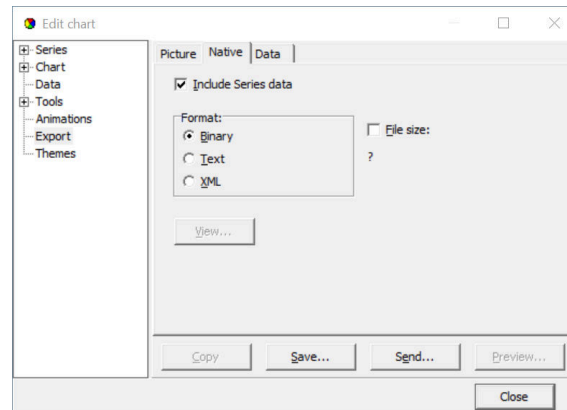 Edit chart
Series
Chart
Data
Tools
Animations
Export
Themes
Picture Native Data
Include Series data
Format:
Binary
Text
XML
File size:
?
View...
Copy Save... Send... Preview...
Close